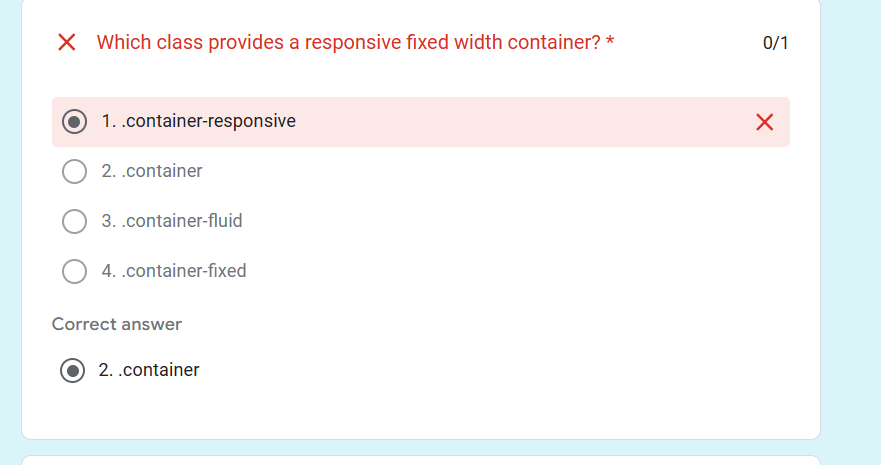 Which class provides a responsive fixed width container? *
0/1
1. .container-responsive
2. .container
3. .container-fluid
4. .container-fixed
Correct answer
2. .container